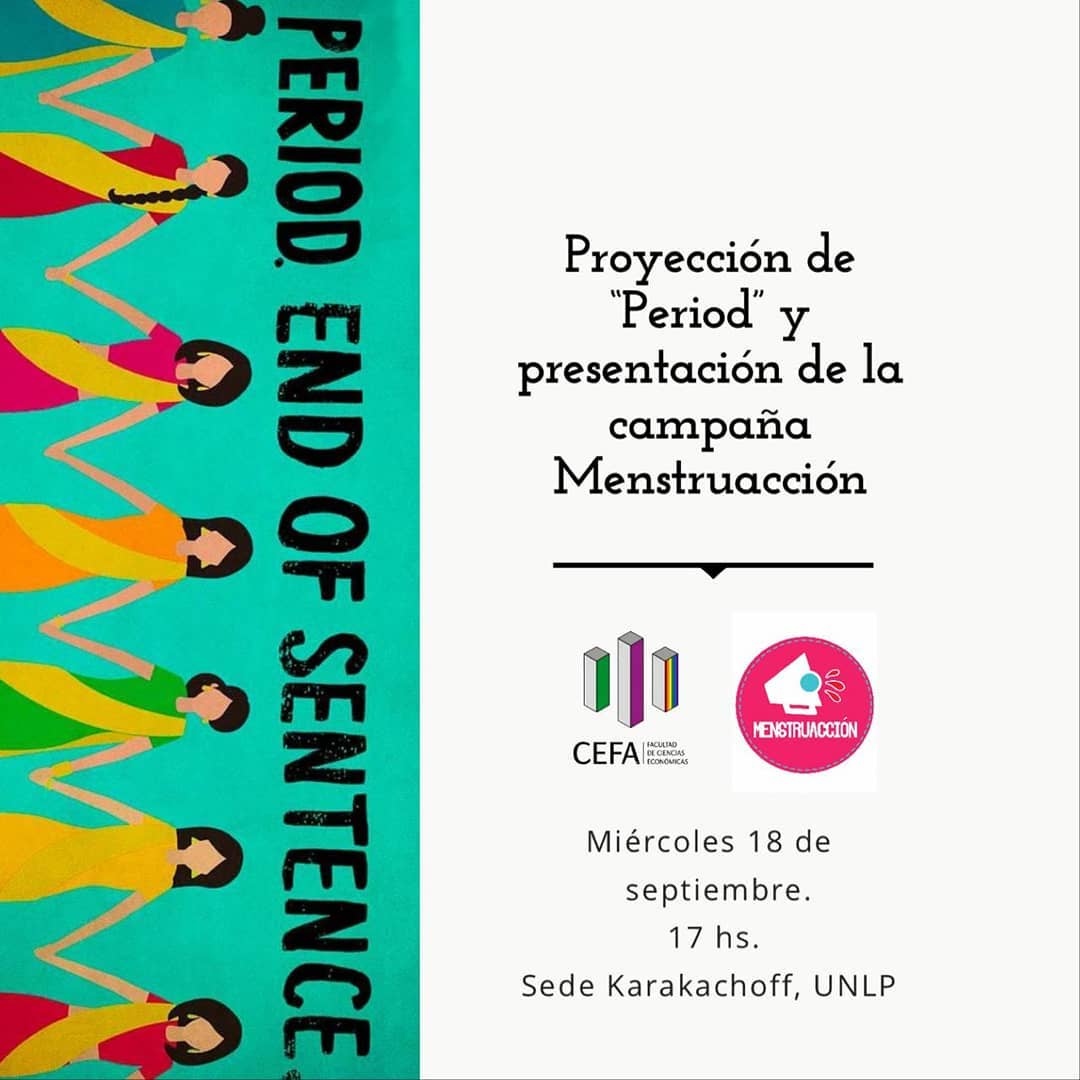 PERIOD. END OF SENTENCE.
Proyección de
“Period” y
presentación de la
campaña
Menstruacción
CEFA
FACULTAD
DE CIENCIAS
ECONÓMICAS
MENSTRUACCIÓN
Miércoles 18 de
septiembre.
17 hs.
Sede Karakachoff, UNLP